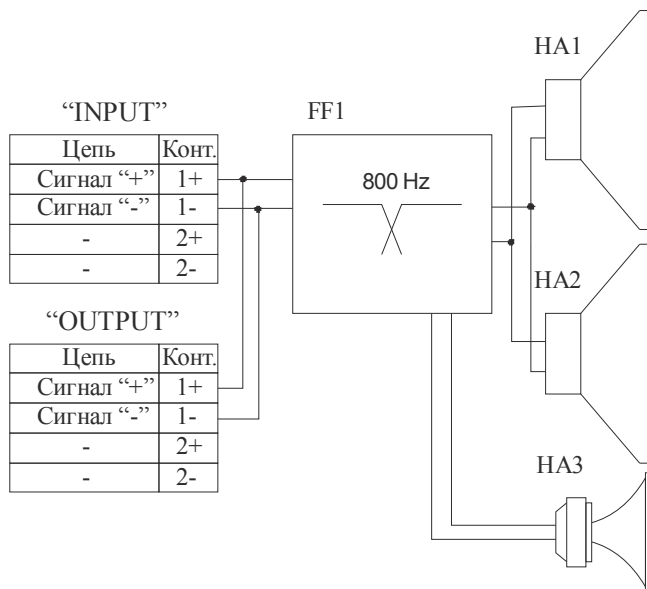 HA1
“INPUT”
FF1
Цепь Конт.
Сигнал “+” 1+
Сигнал “-” 1-
- 2+
- 2-
800 Hz
HA2
“OUTPUT”
Цепь Конт.
Сигнал “+” 1+
Сигнал “-” 1-
- 2+
- 2-
HA3